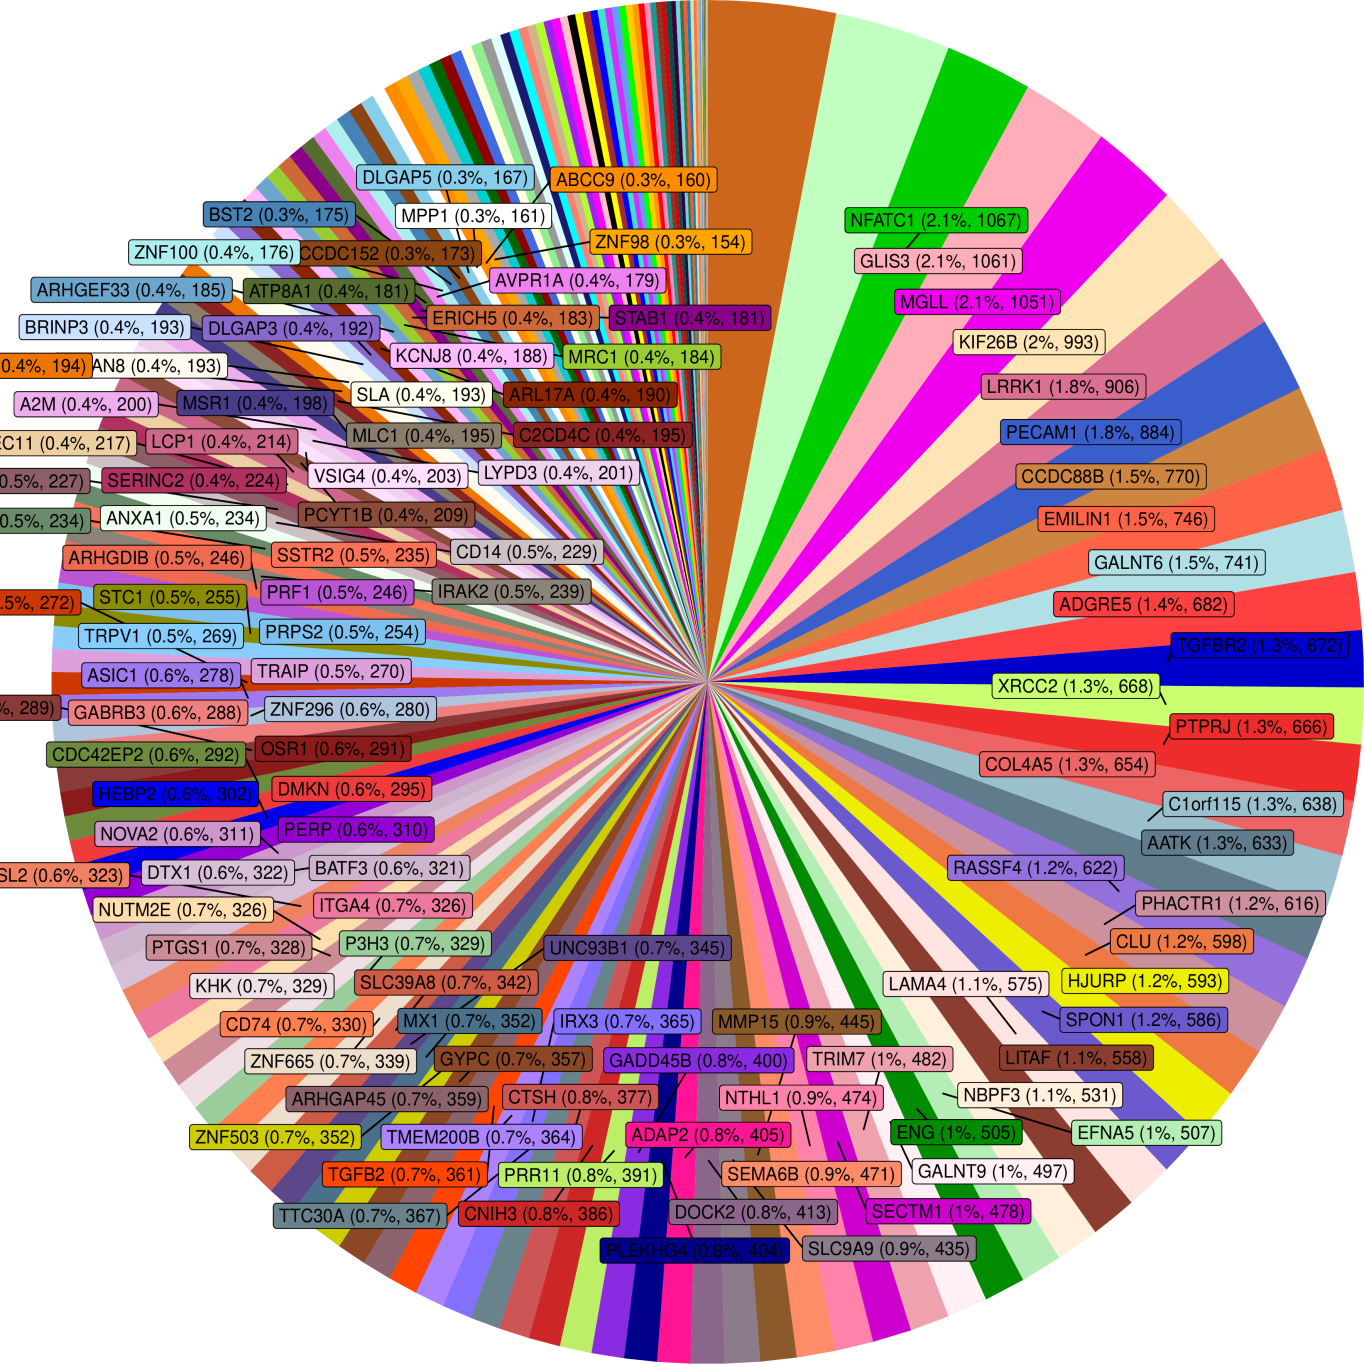 DLGAP5 (0.3%, 167)
ABCC9 (0.3%, 160)
BST2 (0.3%, 175)
MPP1 (0.3%, 161)
NFATC1 (2.1%, 1067)
ZNF100 (0.4%, 176)
CCDC152 (0.3%, 173)
ZNF98 (0.3%, 154)
GLIS3 (2.1%, 1061)
ARHGEF33 (0.4%, 185)
ATP8A1 (0.4%, 181)
AVPR1A (0.4%, 179)
MGLL (2.1%, 1051)
BRINP3 (0.4%, 193)
DLGAP3 (0.4%, 192)
ERICH5 (0.4%, 183)
STAB1 (0.4%, 181)
KIF26B (2%, 993)
0.4%, 194)
AN8 (0.4%, 193)
KCNJ8 (0.4%, 188)
MRC1 (0.4%, 184)
LRRK1 (1.8%, 906)
A2M (0.4%, 200)
MSR1 (0.4%, 198)
SLA (0.4%, 193)
ARL17A (0.4%, 190)
PECAM1 (1.8%, 884)
EC11 (0.4%, 217)
LCP1 (0.4%, 214)
MLC1 (0.4%, 195)
C2CD4C (0.4%, 195)
CCDC88B (1.5%, 770)
0.5%, 227)
SERINC2 (0.4%, 224)
VSIG4 (0.4%, 203)
LYPD3 (0.4%, 201)
EMILIN1 (1.5%, 746)
0.5%, 234)
ANXA1 (0.5%, 234)
PCYT1B (0.4%, 209)
GALNT6 (1.5%, 741)
ARHGDIB (0.5%, 246)
SSTR2 (0.5%, 235)
CD14 (0.5%, 229)
ADGRE5 (1.4%, 682)
.5%, 272)
STC1 (0.5%, 255)
PRF1 (0.5%, 246)
IRAK2 (0.5%, 239)
TGFBR2 (1.3%, 672)
TRPV1 (0.5%, 269)
PRPS2 (0.5%, 254)
XRCC2 (1.3%, 668)
ASIC1 (0.6%, 278)
TRAIP (0.5%, 270)
PTPRJ (1.3%, 666)
%, 289)
GABRB3 (0.6%, 288)
ZNF296 (0.6%, 280)
COL4A5 (1.3%, 654)
CDC42EP2 (0.6%, 292)
OSR1 (0.6%, 291)
C1orf115 (1.3%, 638)
HEBP2 (0.6%, 302)
DMKN (0.6%, 295)
AATK (1.3%, 633)
NOVA2 (0.6%, 311)
PERP (0.6%, 310)
RASSF4 (1.2%, 622)
SL2 (0.6%, 323)
DTX1 (0.6%, 322)
BATF3 (0.6%, 321)
PHACTR1 (1.2%, 616)
NUTM2E (0.7%, 326)
ITGA4 (0.7%, 326)
CLU (1.2%, 598)
PTGS1 (0.7%, 328)
P3H3 (0.7%, 329)
UNC93B1 (0.7%, 345)
HJURP (1.2%, 593)
KHK (0.7%, 329)
SLC39A8 (0.7%, 342)
LAMA4 (1.1%, 575)
SPON1 (1.2%, 586)
CD74 (0.7%, 330)
MX1 (0.7%, 352)
IRX3 (0.7%, 365)
MMP15 (0.9%, 445)
LITAF (1.1%, 558)
ZNF665 (0.7%, 339)
GYPC (0.7%, 357)
GADD45B (0.8%, 400)
TRIM7 (1%, 482)
NBPF3 (1.1%, 531)
ARHGAP45 (0.7%, 359)
CTSH (0.8%, 377)
NTHL1 (0.9%, 474)
EFNA5 (1%, 507)
ZNF503 (0.7%, 352)
TMEM200B (0.7%, 364)
ADAP2 (0.8%, 405)
ENG (1%, 505)
TGFB2 (0.7%, 361)
PRR11 (0.8%, 391)
SEMA6B (0.9%, 471)
GALNT9 (1%, 497)
TTC30A (0.7%, 367)
CNIH3 (0.8%, 386)
DOCK2 (0.8%, 413)
SECTM1 (1%, 478)
PLEKHG4 (0.8%, 404)
SLC9A9 (0.9%, 435)